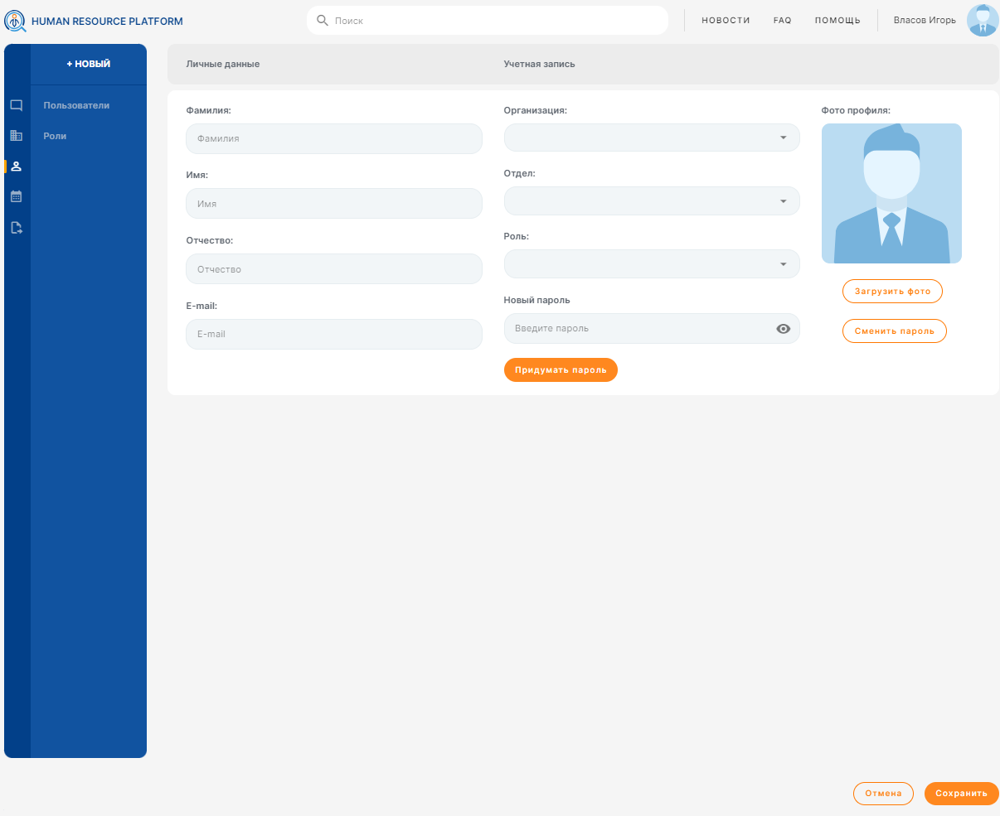 HUMAN RESOURCE PLATFORM
Поиск
НОВОСТИ
FAQ
ПОМОЩЬ
Власов Игорь
+ НОВЫЙ
Пользователи
Роли
Личные данные
Учетная запись
Фамилия:
Фамилия
Имя:
Имя
Отчество:
Отчество
E-mail:
E-mail
Организация:
Отдел:
Роль:
Новый пароль
Введите пароль
Придумать пароль
Фото профиля:
Загрузить фото
Сменить пароль
Отмена
Сохранить